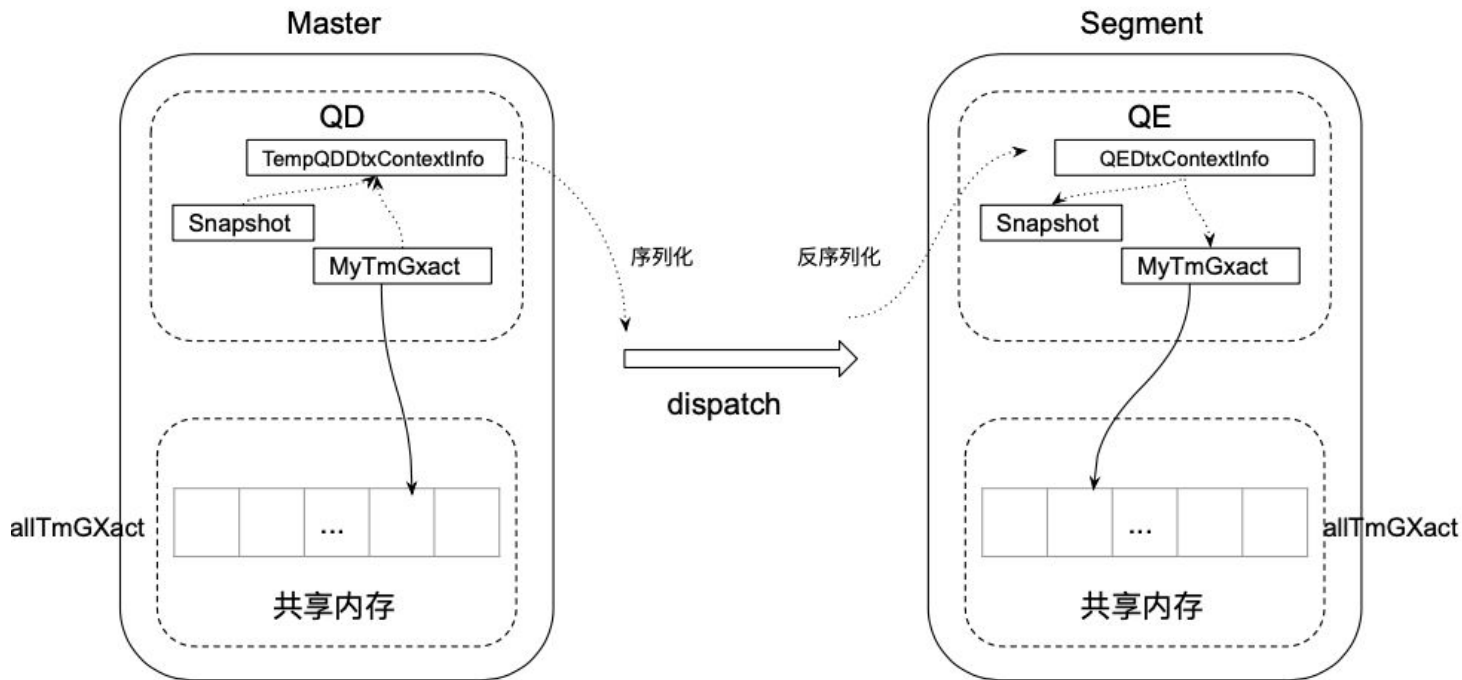 Master
QD
TempQDDtxContextInfo
Snapshot
MyTmGxact
allTmGXact
...
共享内存
序列化
反序列化
dispatch
Segment
QE
QEDtxContextInfo
Snapshot
MyTmGxact
...
allTmGXact
共享内存